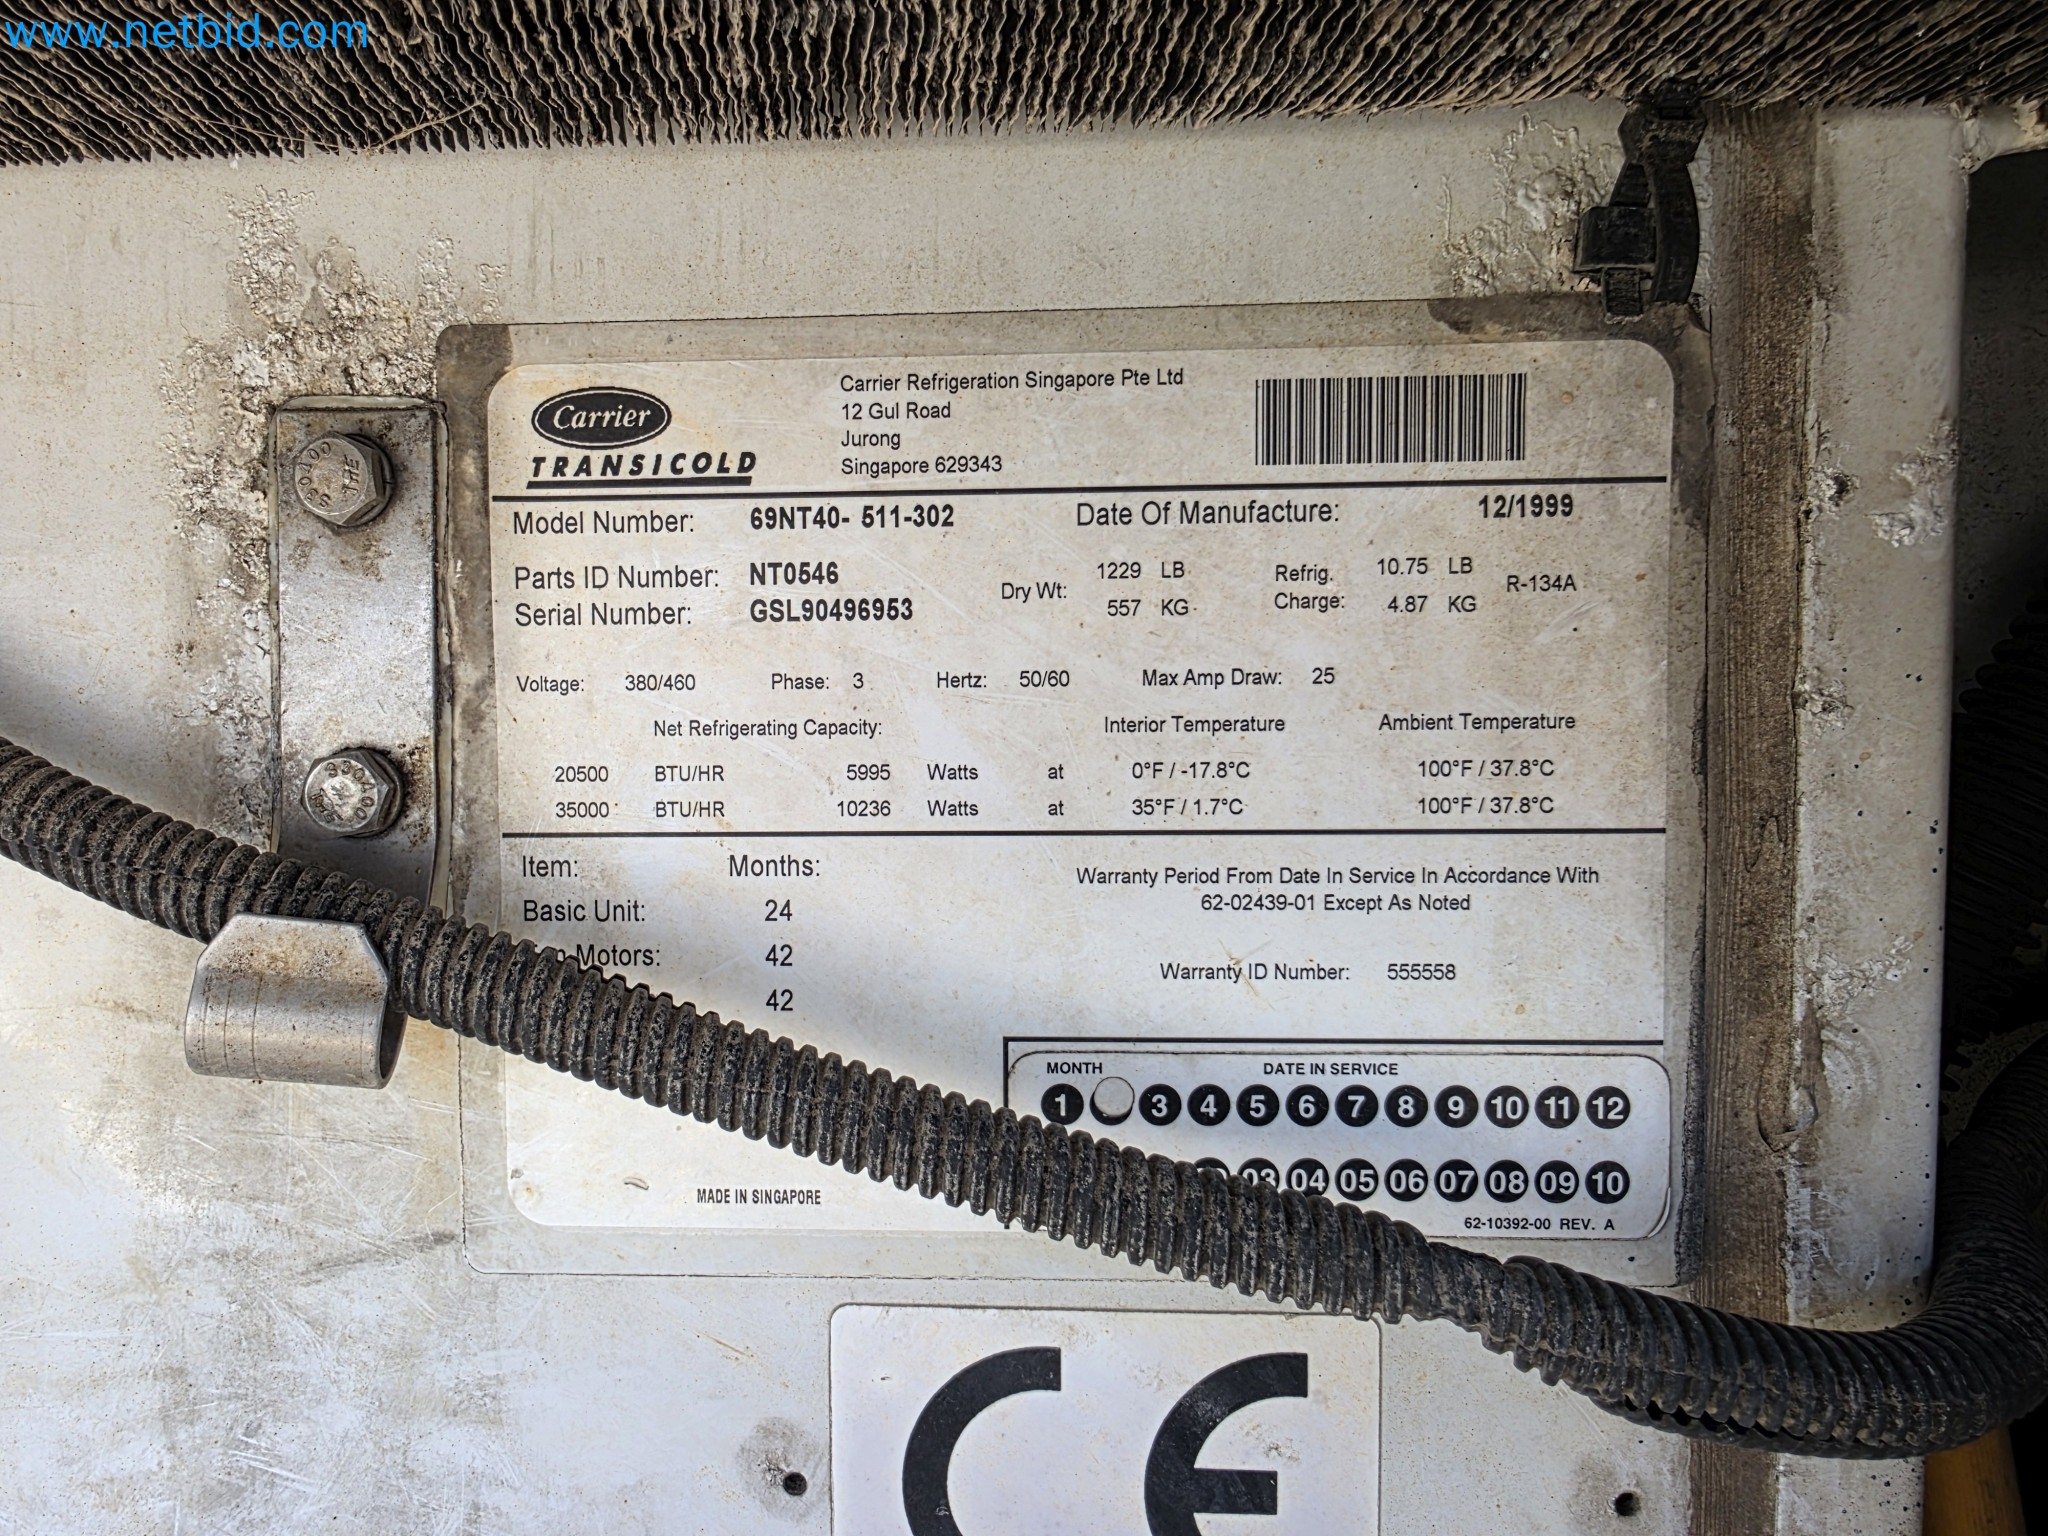 www.netbid.com
Carrier
TRANSICOLD
Carrier Refrigeration Singapore Pte Ltd
12 Gul Road
Jurong
Singapore 629343
Model Number: 69NT40- 511-302 Date Of Manufacture: 12/1999
Parts ID Number: NT0546
Serial Number: GSL90496953
Dry Wt: 1229 LB
557 KG
Refrig. Charge: 10.75 LB
4.87 KG
R-134A
Voltage: 380/460 Phase: 3 Hertz: 50/60 Max Amp Draw: 25
Net Refrigerating Capacity: Interior Temperature Ambient Temperature
20500 BTU/HR 5995 Watts at 0°F / -17.8°C 100°F / 37.8°C
35000 BTU/HR 10236 Watts at 35°F / 1.7°C 100°F / 37.8°C
Item: Months:
Basic Unit: 24
Motors: 42
42
Warranty Period From Date In Service In Accordance With
62-02439-01 Except As Noted
Warranty ID Number: 555558
MONTH DATE IN SERVICE
1 3 4 5 6 7 8 9 10 11 12
03 04 05 06 07 08 09 10
62-10392-00 REV. A
MADE IN SINGAPORE
CE